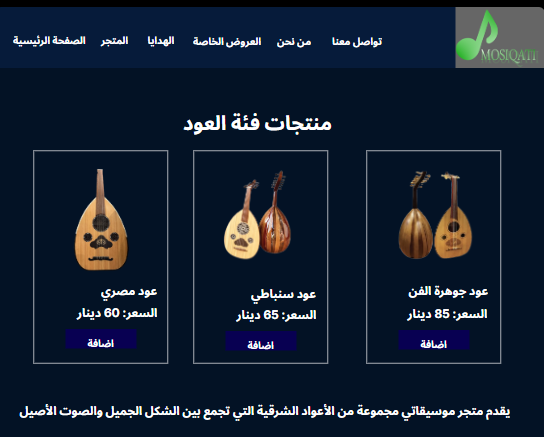 MOSIQATI
تواصل معنا
من نحن
العروض الخاصة
الهدايا
المتجر
الصفحة الرئيسية
منتجات فئة العود
عود جوهرة الفن
السعر: 85 دينار
اضافة
عود سنباطي
السعر: 65 دينار
اضافة
عود مصري
السعر: 60 دينار
اضافة
يقدم متجر موسيقاتي مجموعة من الأعواد الشرقية التي تجمع بين الشكل الجميل والصوت الأصيل